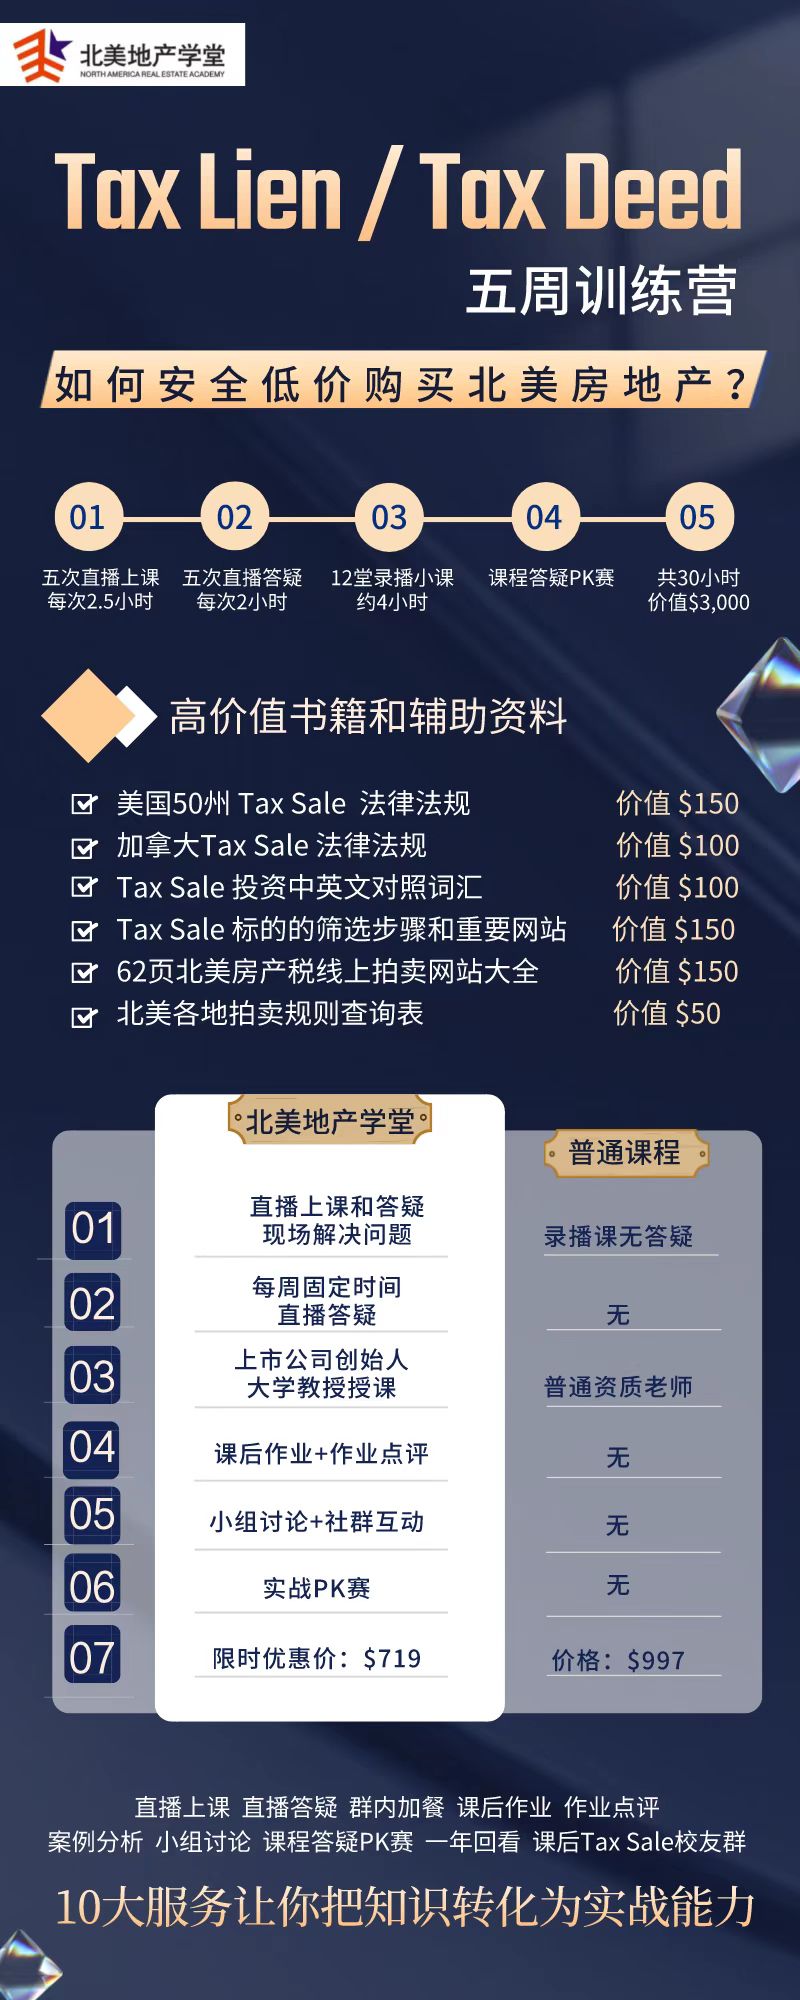 北美地产学堂
NORTH AMERICA REAL ESTATE ACADEMY
Tax Lien / Tax Deed
五周训练营
如何安全低价购买北美房地产?
01 02 03 04 05
五次直播上课 五次直播答疑 12堂录播小课 课程答疑PK赛 共30小时
每次2.5小时 每次2小时 约4小时 价值$3,000
高价值书籍和辅助资料
美国50州 Tax Sale 法律法规 价值 $150
加拿大Tax Sale 法律法规 价值 $100
Tax Sale 投资中英文对照词汇 价值 $100
Tax Sale 标的的筛选步骤和重要网站 价值 $150
62页北美房产税线上拍卖网站大全 价值 $150
北美各地拍卖规则查询表 价值 $50
北美地产学堂
普通课程
01 直播上课和答疑
现场解决问题 录播课无答疑
02 每周固定时间
直播答疑 无
03 上市公司创始人
大学教授授课 普通资质老师
04 课后作业+作业点评 无
05 小组讨论+社群互动 无
06 实战PK赛 无
07 限时优惠价：$719 价格：$997
直播上课 直播答疑 群内加餐 课后作业 作业点评
案例分析 小组讨论 课程答疑PK赛 一年回看 课后Tax Sale校友群
10大服务让你把知识转化为实战能力